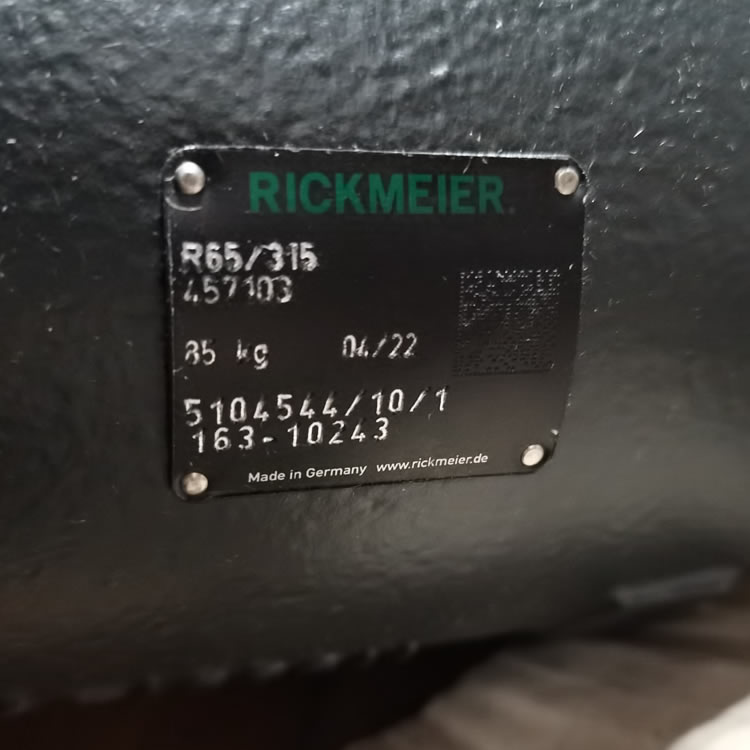 RICKMEIER
R65/315
457103
85 kg 04/22
5104544/10/1
163-10243
Made in Germany www.rickmeier.de